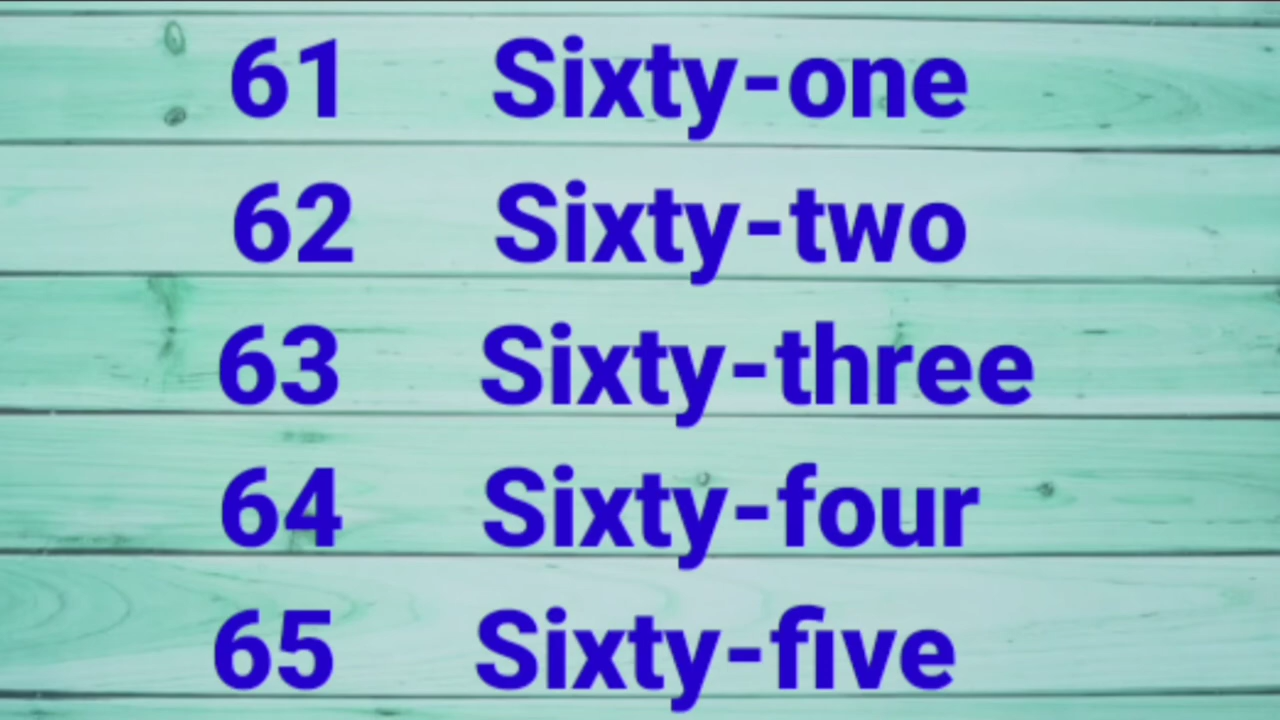 61 Sixty-one
62 Sixty-two
63 Sixty-three
64 Sixty-four
65 Sixty-five